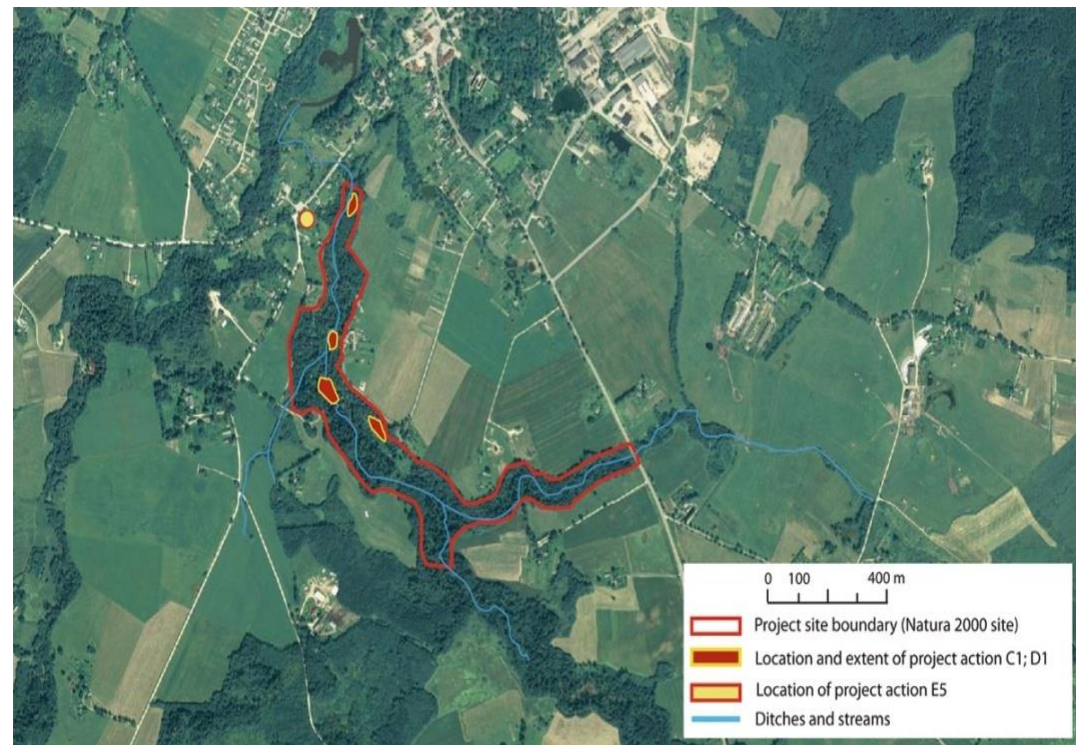 0 100 400 m
Project site boundary (Natura 2000 site)
Location and extent of project action C1; D1
Location of project action E5
Ditches and streams